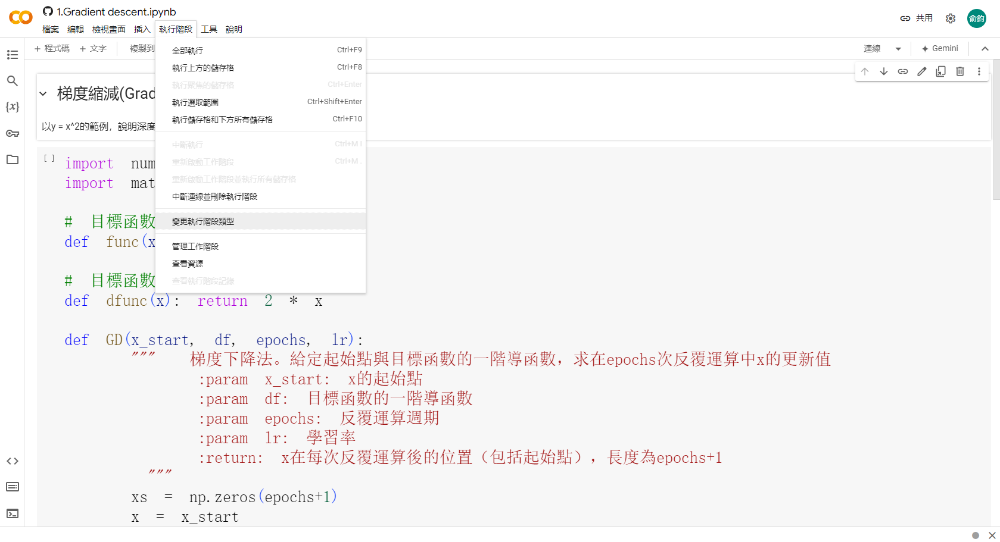 1.Gradient descent.ipynb
檔案 編輯 檢視畫面 插入 執行階段 工具 說明
共用
俞鈞
+ 程式碼 + 文字 複製到
連線 Gemini
全部執行 Ctrl+F9
執行上方的儲存格 Ctrl+F8
執行聚焦的儲存格 Ctrl+Enter
執行選取範圍 Ctrl+Shift+Enter
執行儲存格和下方所有儲存格 Ctrl+F10
中斷執行 Ctrl+M I
重新啟動工作階段 Ctrl+M .
重新啟動工作階段並執行所有儲存格
中斷連線並刪除執行階段
變更執行階段類型
管理工作階段
查看資源
查看執行階段記錄
梯度縮減(Grad
以y = x^2的範例，說明深度
[ ]
import num
import mat
# 目標函數
def func(x
# 目標函數
def dfunc(x): return 2 * x
def GD(x_start, df, epochs, lr):
""" 梯度下降法。給定起始點與目標函數的一階導函數，求在epochs次反覆運算中x的更新值
:param x_start: x的起始點
:param df: 目標函數的一階導函數
:param epochs: 反覆運算週期
:param lr: 學習率
:return: x在每次反覆運算後的位置（包括起始點），長度為epochs+1
"""
xs = np.zeros(epochs+1)
x = x_start